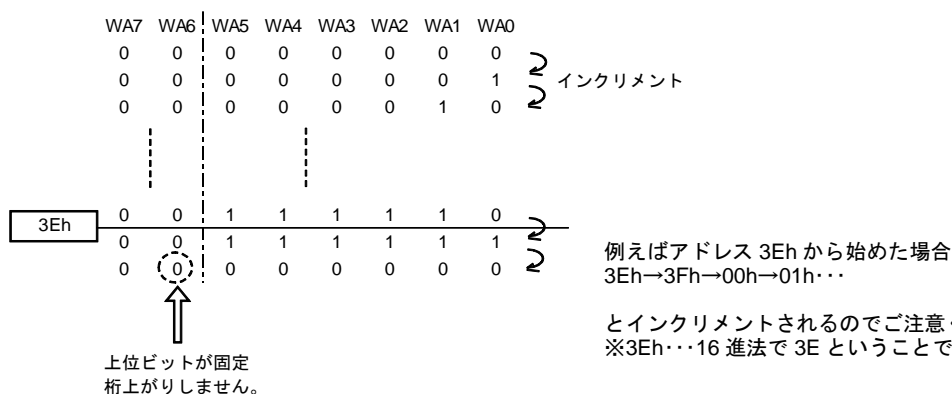 WA7 WA6 WA5 WA4 WA3 WA2 WA1 WA0
0 0 0 0 0 0 0 0
0 0 0 0 0 0 0 1
インクリメント
0 0 0 0 0 0 1 0
3Eh
0 0 1 1 1 1 1 0
0 0 1 1 1 1 1 1
0 0 0 0 0 0 0 0
例えばアドレス 3Eh から始めた場合
3Eh→3Fh→00h→01h・・・
とインクリメントされるのでご注意
※3Eh・・・16 進法で 3E ということで
上位ビットが固定
桁上がりしません。